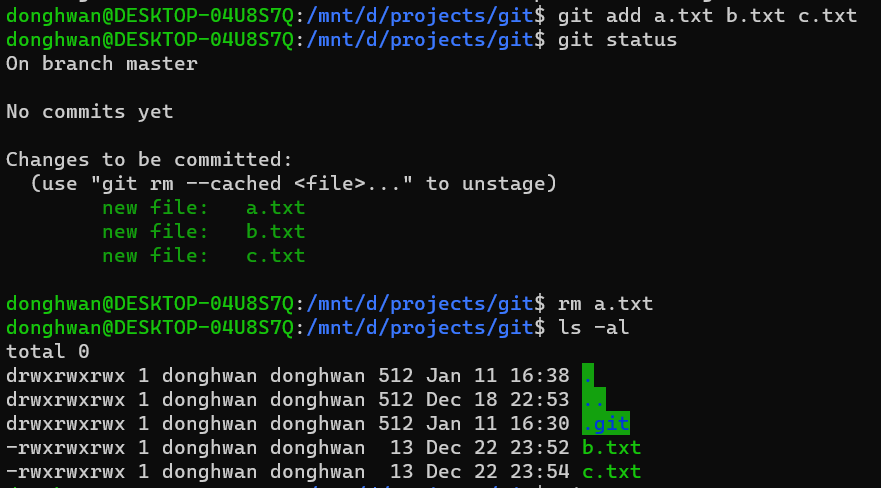 donghwan@DESKTOP-04U8S7Q:/mnt/d/projects/git$ git add a.txt b.txt c.txt
donghwan@DESKTOP-04U8S7Q:/mnt/d/projects/git$ git status
On branch master
No commits yet
Changes to be committed:
  (use "git rm --cached <file>..." to unstage)
        new file:   a.txt
        new file:   b.txt
        new file:   c.txt
donghwan@DESKTOP-04U8S7Q:/mnt/d/projects/git$ rm a.txt
donghwan@DESKTOP-04U8S7Q:/mnt/d/projects/git$ ls -al
total 0
drwxrwxrwx 1 donghwan donghwan 512 Jan 11 16:38 .
drwxrwxrwx 1 donghwan donghwan 512 Dec 18 22:53 ..
drwxrwxrwx 1 donghwan donghwan 512 Jan 11 16:30 .git
-rwxrwxrwx 1 donghwan donghwan  13 Dec 22 23:52 b.txt
-rwxrwxrwx 1 donghwan donghwan  13 Dec 22 23:54 c.txt